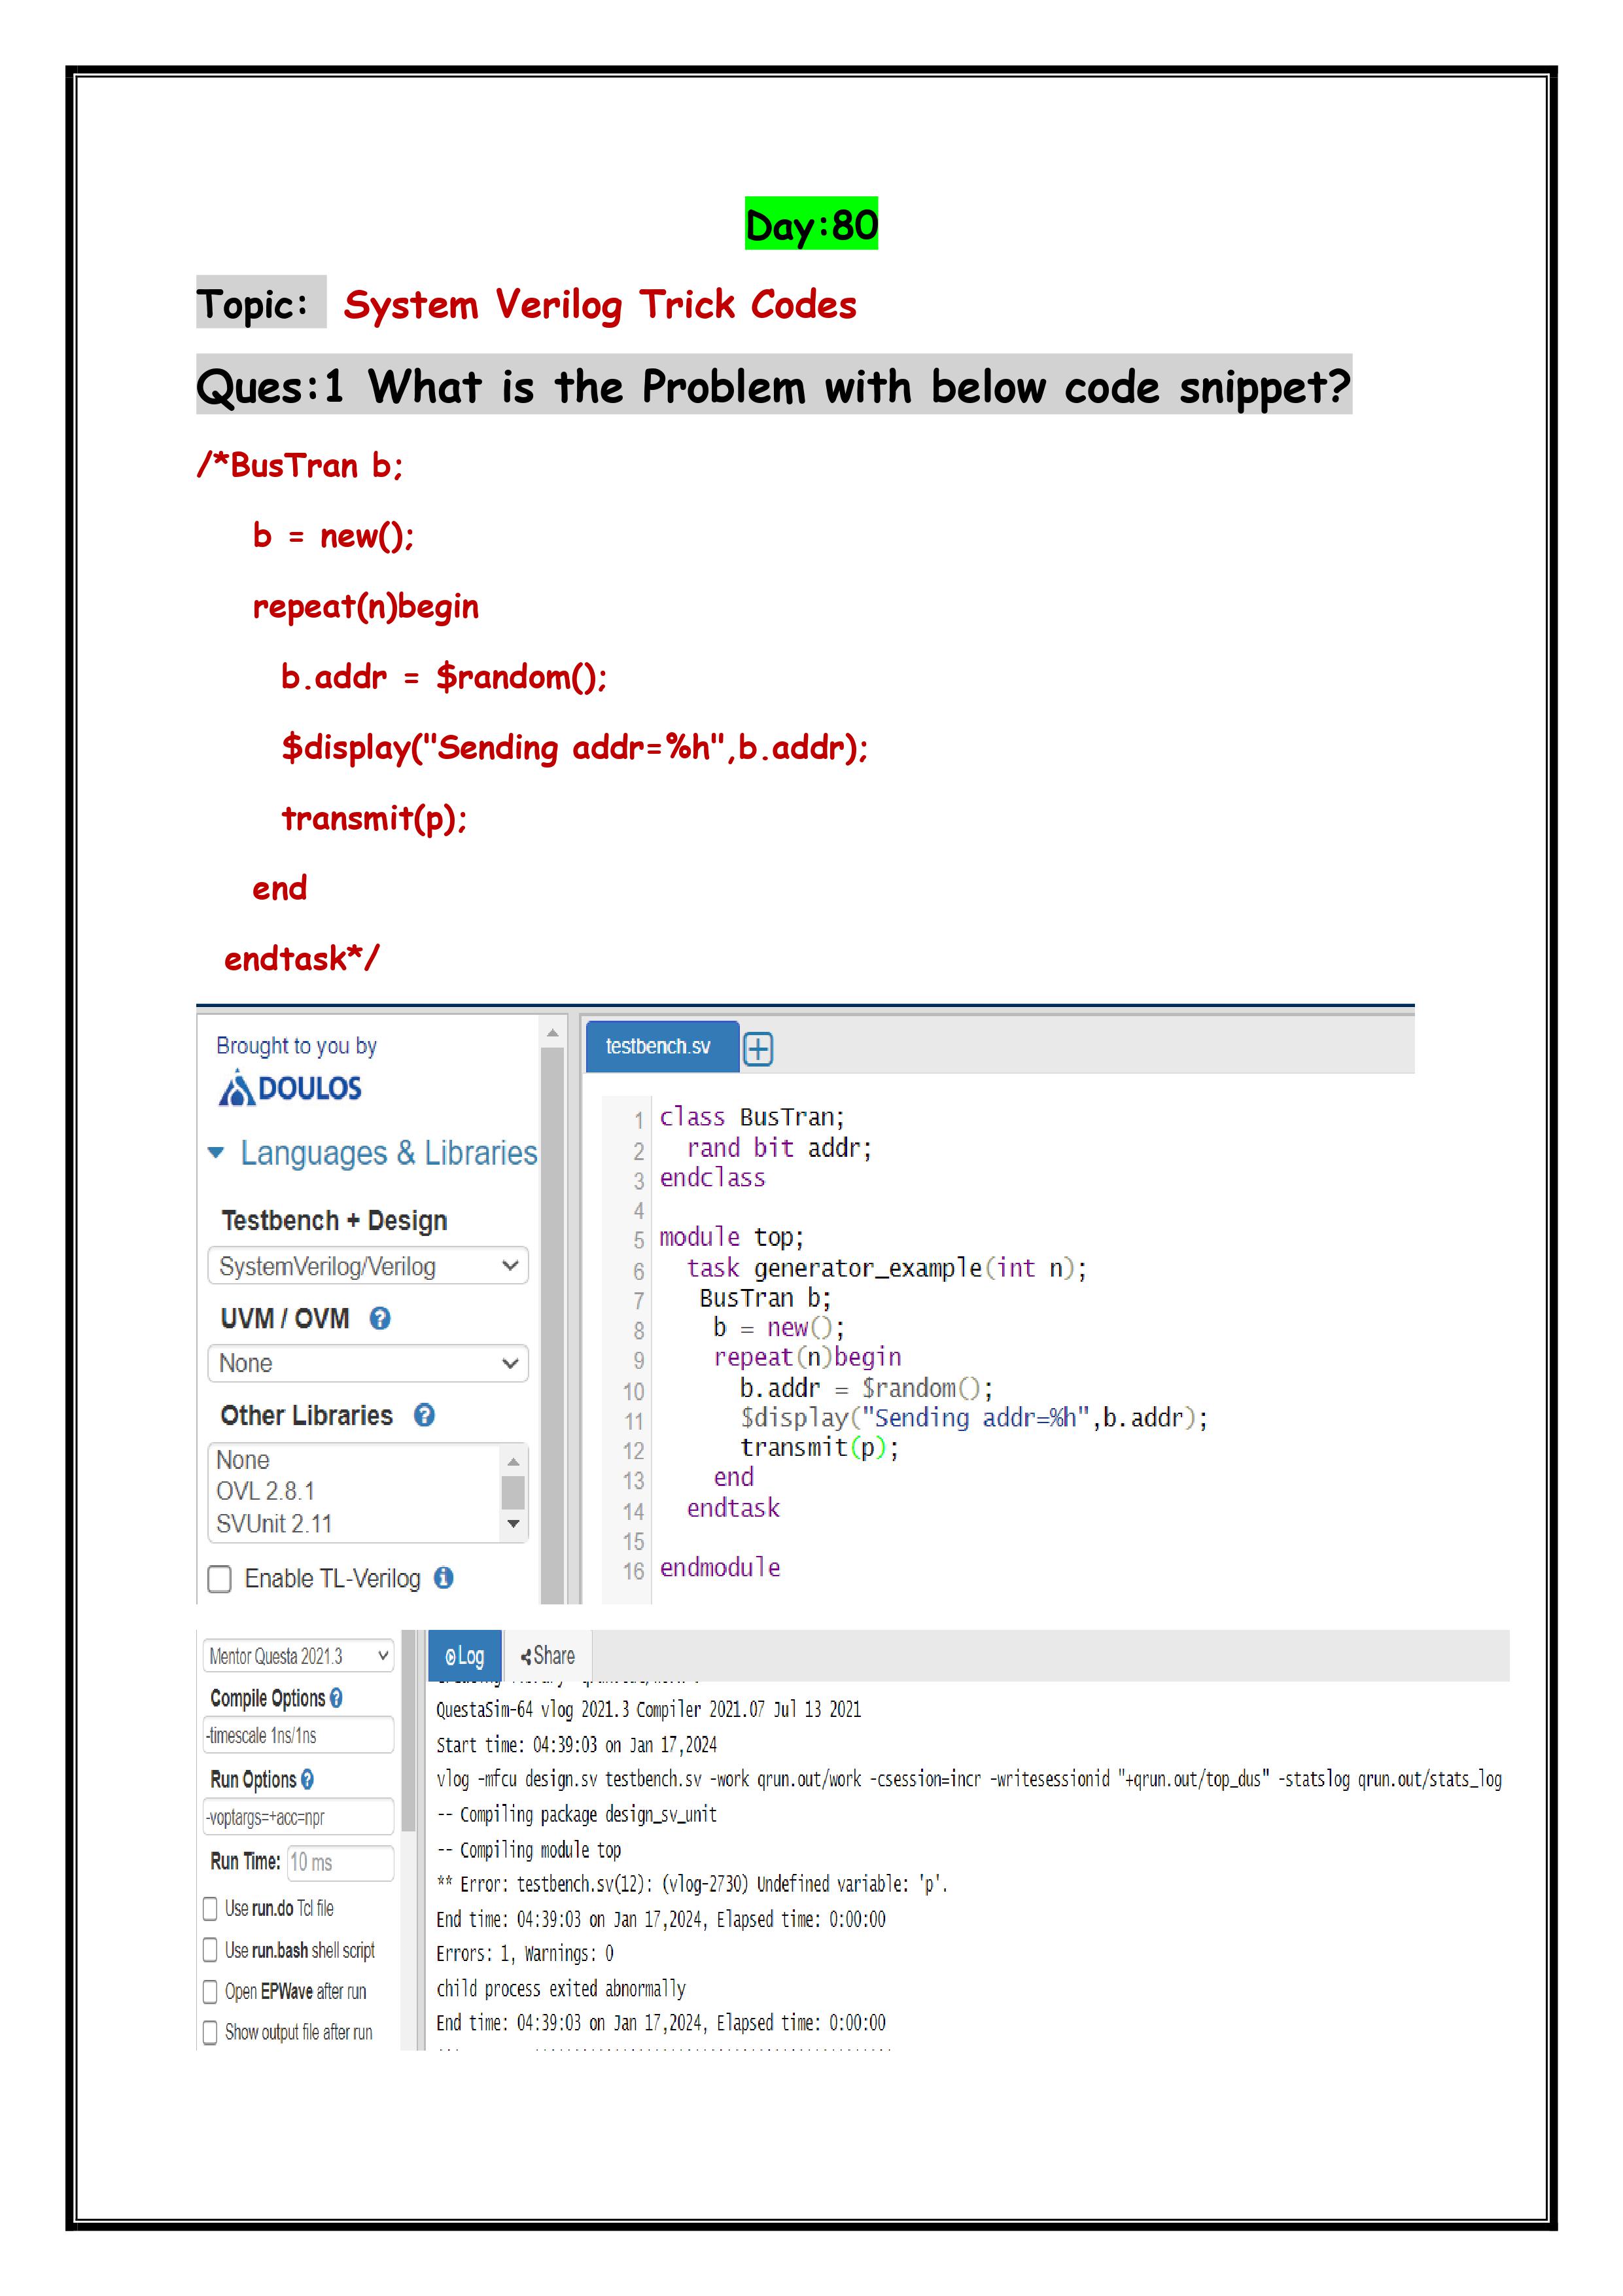 Day:80
Topic: System Verilog Trick Codes
Ques:1 What is the Problem with below code snippet?
/*BusTran b;
b = new();
repeat(n)begin
b.addr = $random();
$display("Sending addr=%h",b.addr);
transmit(p);
end
endtask*/
Brought to you by
DOULOS
Languages & Libraries
Testbench + Design
SystemVerilog/Verilog
UVM / OVM ?
None
Other Libraries ?
None
OVL 2.8.1
SVUnit 2.11
Enable TL-Verilog i
testbench.sv +
1 class BusTran;
2 rand bit addr;
3 endclass
4
5 module top;
6 task generator_example(int n);
7 BusTran b;
8 b = new();
9 repeat(n)begin
10 b.addr = $random();
11 $display("Sending addr=%h",b.addr);
12 transmit(p);
13 end
14 endtask
15
16 endmodule
Mentor Questa 2021.3
Compile Options ?
-timescale 1ns/1ns
Run Options ?
-voptargs=+acc=npr
Run Time: 10 ms
Use run.do Tcl file
Use run.bash shell script
Open EPWave after run
Show output file after run
Log Share
QuestaSim-64 vlog 2021.3 Compiler 2021.07 Jul 13 2021
Start time: 04:39:03 on Jan 17,2024
vlog -mfcu design.sv testbench.sv -work qrun.out/work -csession=incr -writesessionid "+qrun.out/top_dus" -statslog qrun.out/stats_log
-- Compiling package design_sv_unit
-- Compiling module top
** Error: testbench.sv(12): (vlog-2730) Undefined variable: 'p'.
End time: 04:39:03 on Jan 17,2024, Elapsed time: 0:00:00
Errors: 1, Warnings: 0
child process exited abnormally
End time: 04:39:03 on Jan 17,2024, Elapsed time: 0:00:00